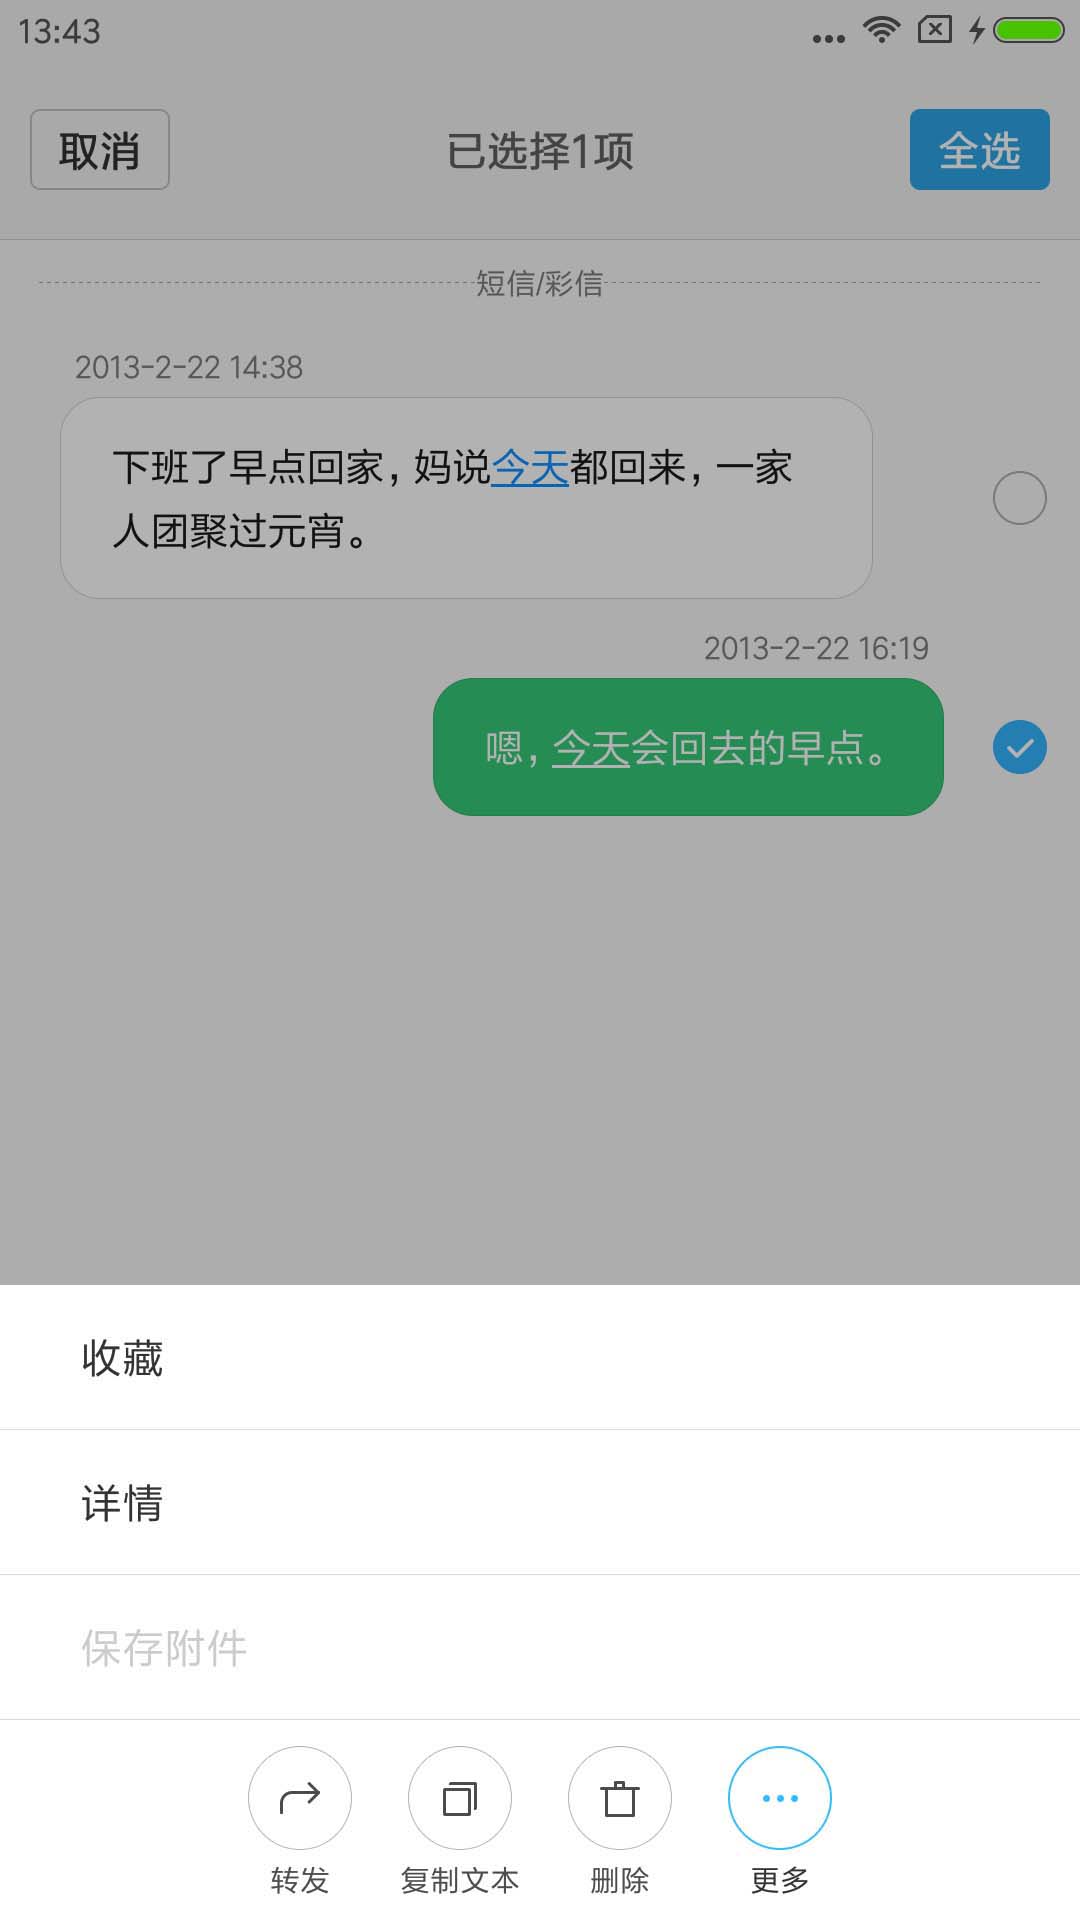 13:43
取消
已选择1项
全选
短信/彩信
2013-2-22 14:38
下班了早点回家，妈说今天都回来，一家
人团聚过元宵。
2013-2-22 16:19
嗯，今天会回去的早点。
收藏
详情
保存附件
转发
复制文本
删除
更多